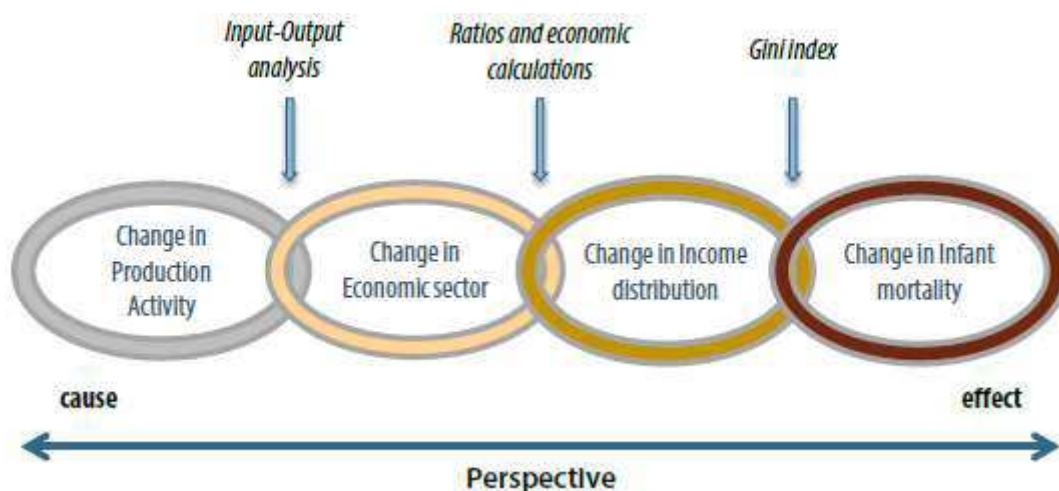 Input-Output
analysis
Ratios and economic
calculations
Gini index
Change in
Production
Activity
Change in
Economic sector
Change in Income
distribution
Change in Infant
mortality
cause
effect
Perspective